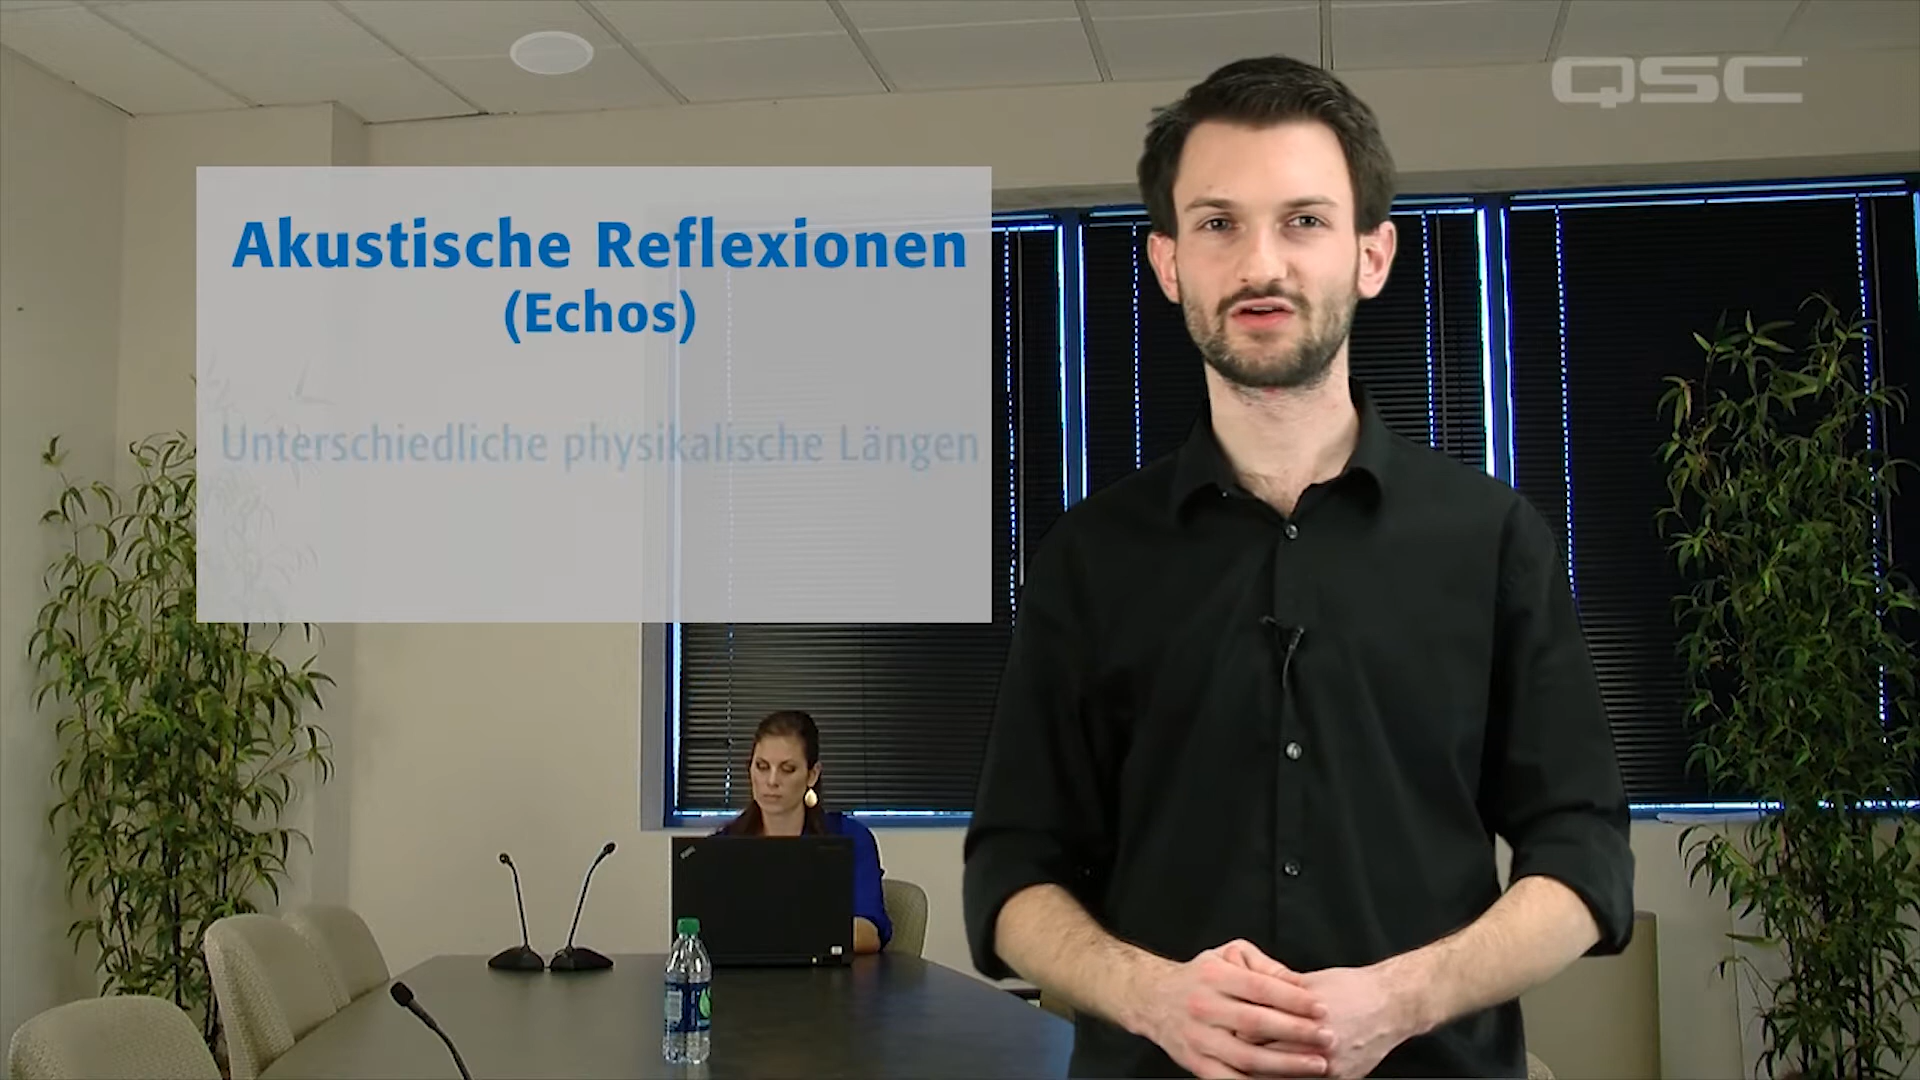 QSC
Akustische Reflexionen
(Echos)
Unterschiedliche physikalische Längen